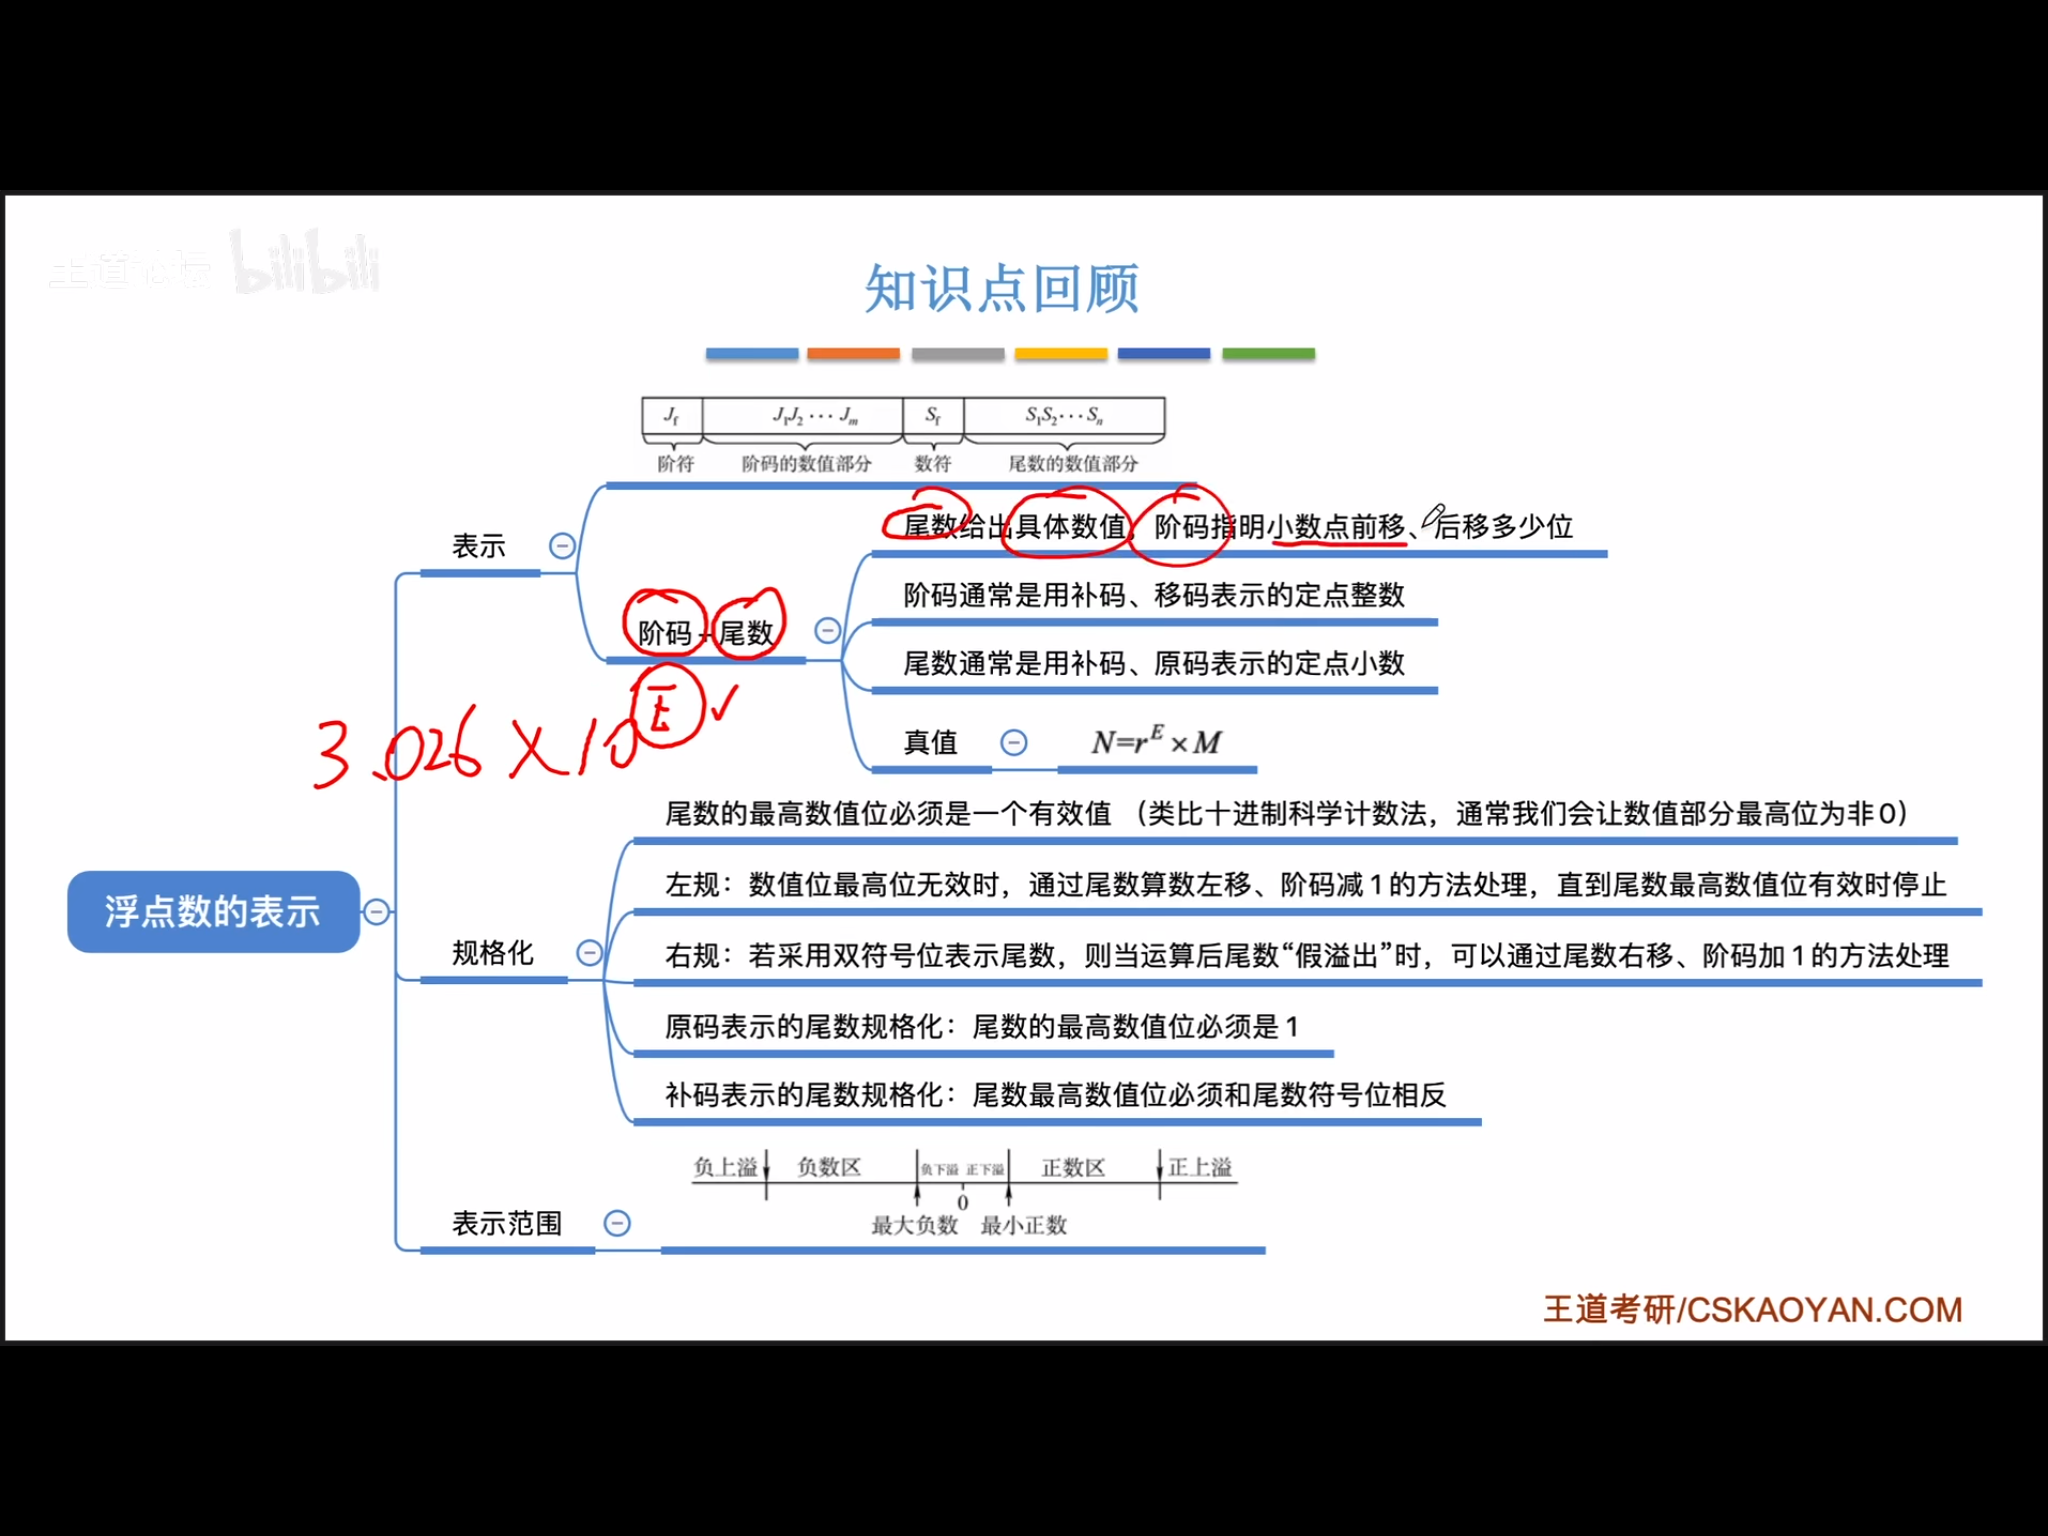 王道论坛 bilibili
知识点回顾
J_f J_1J_2 ··· J_m S_f S_1S_2 ··· S_n
阶符 阶码的数值部分 数符 尾数的数值部分
表示
尾数给出具体数值，阶码指明小数点前移、后移多少位
阶码通常是用补码、移码表示的定点整数
阶码+尾数
尾数通常是用补码、原码表示的定点小数
真值 N=r^E×M
3.026×10^E ✓
尾数的最高数值位必须是一个有效值 （类比十进制科学计数法，通常我们会让数值部分最高位为非0）
左规：数值位最高位无效时，通过尾数算数左移、阶码减1的方法处理，直到尾数最高数值位有效时停止
浮点数的表示
规格化
右规：若采用双符号位表示尾数，则当运算后尾数“假溢出”时，可以通过尾数右移、阶码加1的方法处理
原码表示的尾数规格化：尾数的最高数值位必须是1
补码表示的尾数规格化：尾数最高数值位必须和尾数符号位相反
负上溢 负数区 负下溢 正下溢 正数区 正上溢
0
表示范围
最大负数 最小正数
王道考研/CSKAOYAN.COM